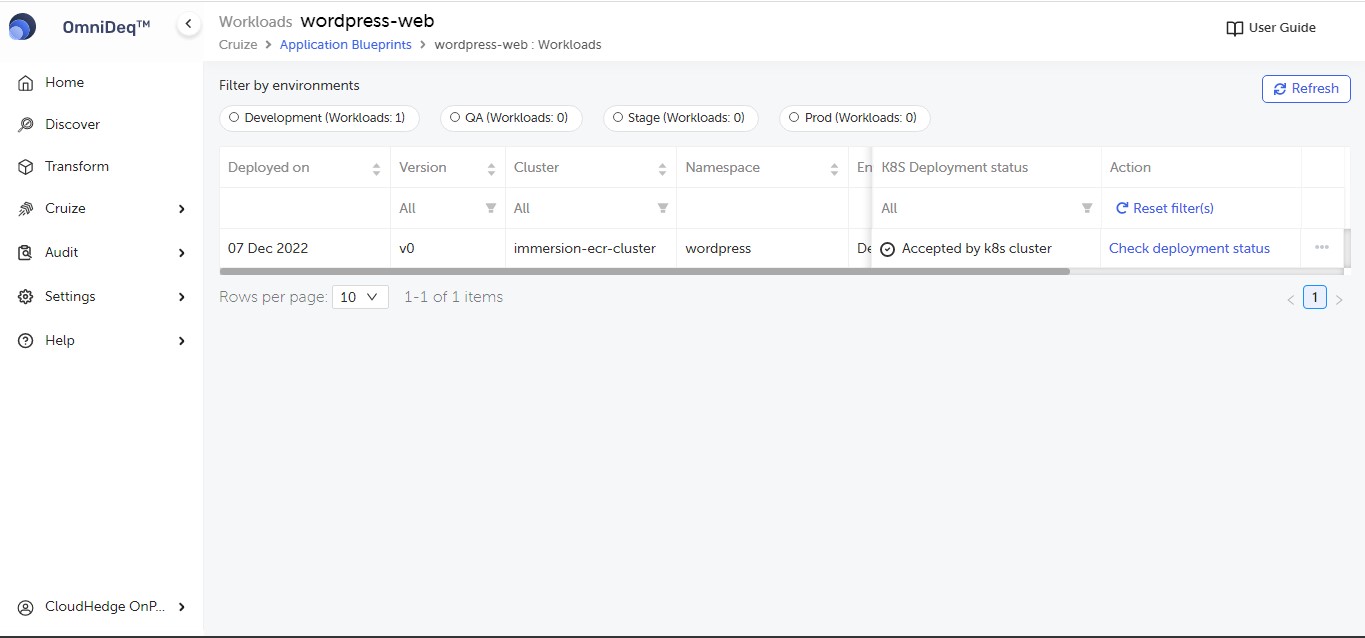 OmniDeq™
Home
Discover
Transform
Cruize
Audit
Settings
Help
CloudHedge OnP...
Workloads wordpress-web
Cruize > Application Blueprints > wordpress-web : Workloads
User Guide
Filter by environments
Refresh
Development (Workloads: 1) QA (Workloads: 0) Stage (Workloads: 0) Prod (Workloads: 0)
Deployed on Version Cluster Namespace En K8S Deployment status Action
All All All Reset filter(s)
07 Dec 2022 v0 immersion-ecr-cluster wordpress De Accepted by k8s cluster Check deployment status •••
Rows per page: 10 1-1 of 1 items < 1 >